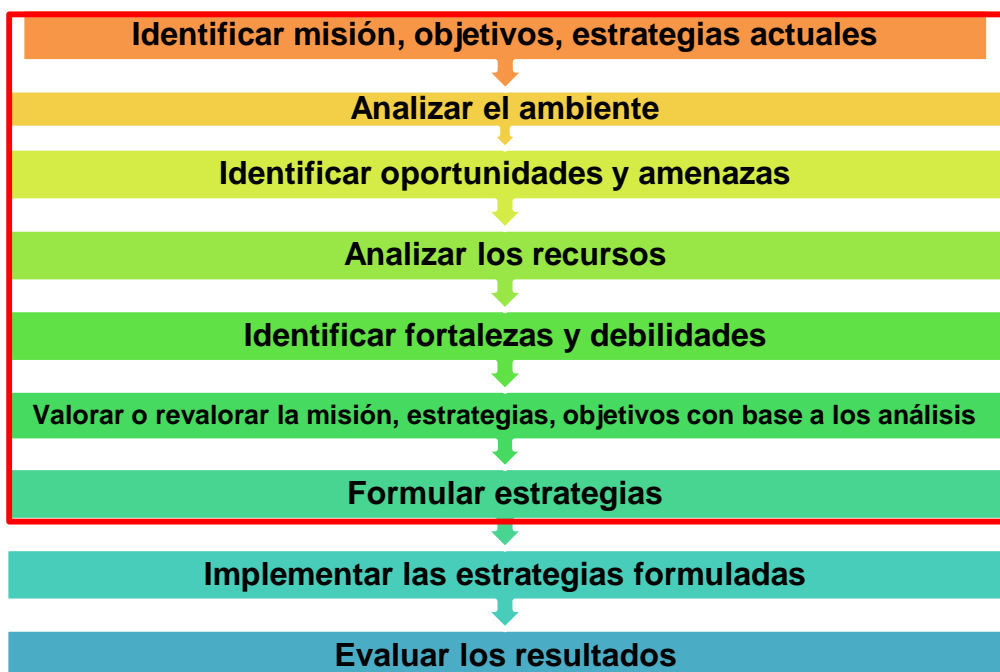 Identificar misión, objetivos, estrategias actuales
Analizar el ambiente
Identificar oportunidades y amenazas
Analizar los recursos
Identificar fortalezas y debilidades
Valorar o revalorar la misión, estrategias, objetivos con base a los análisis
Formular estrategias
Implementar las estrategias formuladas
Evaluar los resultados